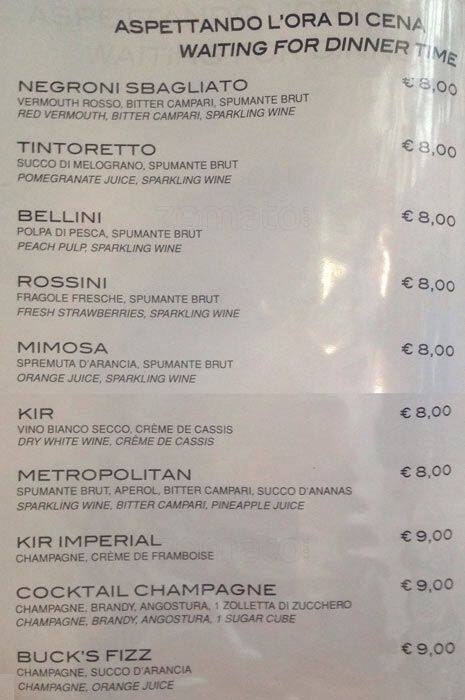 ASPETTANDO L'ORA DI CENA
WAITING FOR DINNER TIME
NEGRONI SBAGLIATO € 8,00
VERMOUTH ROSSO, BITTER CAMPARI, SPUMANTE BRUT
RED VERMOUTH, BITTER CAMPARI, SPARKLING WINE
TINTORETTO € 8,00
SUCCO DI MELOGRANO, SPUMANTE BRUT
POMEGRANATE JUICE, SPARKLING WINE
zomato
BELLINI € 8,00
POLPA DI PESCA, SPUMANTE BRUT
PEACH PULP, SPARKLING WINE
ROSSINI € 8,00
FRAGOLE FRESCHE, SPUMANTE BRUT
FRESH STRAWBERRIES, SPARKLING WINE
MIMOSA € 8,00
SPREMUTA D'ARANCIA, SPUMANTE BRUT
ORANGE JUICE, SPARKLING WINE
KIR € 8,00
VINO BIANCO SECCO, CRÈME DE CASSIS
DRY WHITE WINE, CRÈME DE CASSIS
METROPOLITAN € 8,00
SPUMANTE BRUT, APEROL, BITTER CAMPARI, SUCCO D'ANANAS
SPARKLING WINE, BITTER CAMPARI, PINEAPPLE JUICE
KIR IMPERIAL € 9,00
CHAMPAGNE, CRÈME DE FRAMBOISE
COCKTAIL CHAMPAGNE € 9,00
CHAMPAGNE, BRANDY, ANGOSTURA, 1 ZOLLETTA DI ZUCCHERO
CHAMPAGNE, BRANDY, ANGOSTURA, 1 SUGAR CUBE
BUCK'S FIZZ € 9,00
CHAMPAGNE, SUCCO D'ARANCIA
CHAMPAGNE, ORANGE JUICE